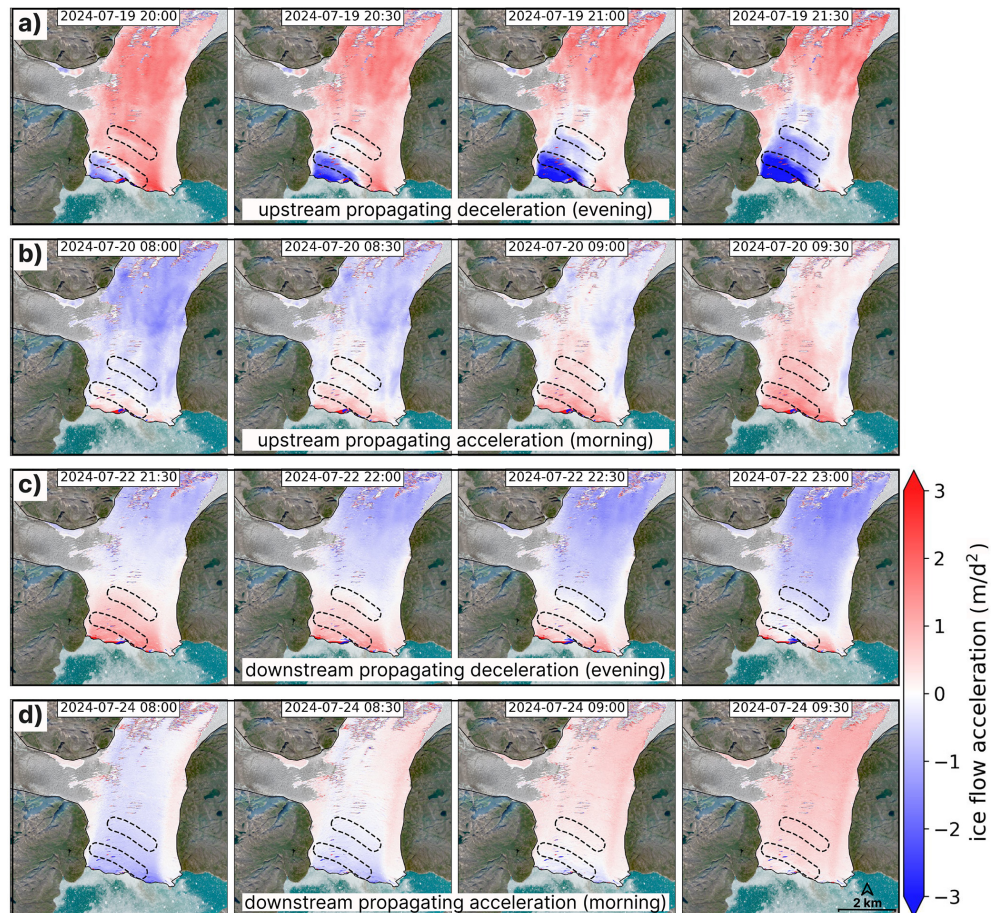 a)
2024-07-19 20:00
2024-07-19 20:30
2024-07-19 21:00
2024-07-19 21:30
upstream propagating deceleration (evening)
b)
2024-07-20 08:00
2024-07-20 08:30
2024-07-20 09:00
2024-07-20 09:30
upstream propagating acceleration (morning)
c)
2024-07-22 21:30
2024-07-22 22:00
2024-07-22 22:30
2024-07-22 23:00
downstream propagating deceleration (evening)
d)
2024-07-24 08:00
2024-07-24 08:30
2024-07-24 09:00
2024-07-24 09:30
downstream propagating acceleration (morning)
2 km
3
2
1
0
−1
−2
−3
ice flow acceleration (m/d²)